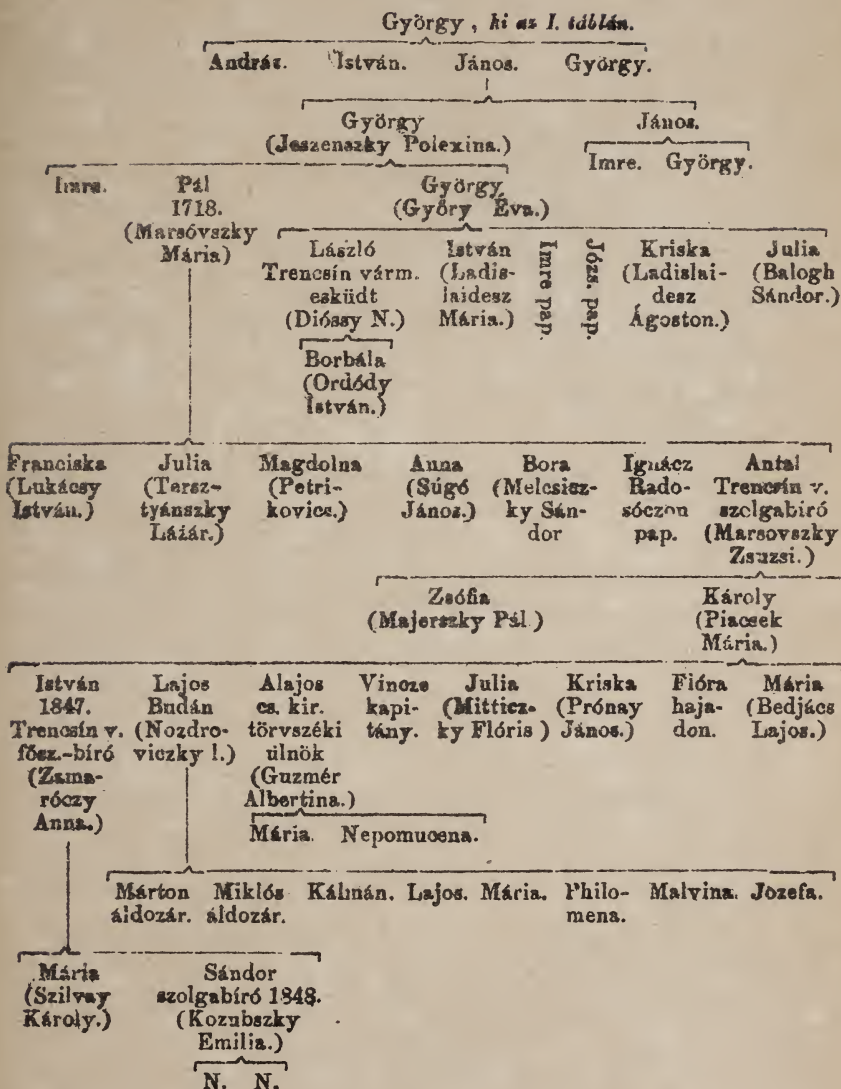 György, ki az I. táblán.
András. István. János. György.
György János.
(Jeszenszky Polexina.) Imre. György.
Imre. Pál György
1718. (Győry Éva.)
(Marsóvszky
Mária) László István Imre pap. Józs. pap. Kriska Julia
Trencsín várm. (Ladis- (Ladislai- (Balogh
esküdt laidesz desz Sándor.)
(Dióssy N.) Mária.) Ágoston.)
Borbála
(Ordódy
István.)
Franciska Julia Magdolna Anna Bora Ignácz Antal
(Lukácsy (Tersz- (Petri- (Súgó (Melcsicz- Rado- Trencsín v.
István.) tyánszky kovics.) János.) ky Sán- sóczon szolgabíró
Lázár.) dor pap. (Marsovszky
Zsuzsi.)
Zsófia Károly
(Majerszky Pál.) (Piacsek
Mária.)
István Lajos Alajos Vincze Julia Kriska Flóra Mária
1847. Budán cs. kir. kapi- (Mitticz- (Prónay haja- (Bedjács
Trencsín v. (Nozdro- törvszéki tány. ky Flóris) János.) don. Lajos.)
fősz.-bíró viczky I.) ülnök
(Zama- (Guzmér
róczy Albertina.)
Anna.) Mária. Nepomucena.
Márton Miklós Kálmán. Lajos. Mária. Philo- Malvina. Jozefa.
áldozár. áldozár. mena.
Mária Sándor
(Szilvay szolgabíró 1848.
Károly.) (Kozubszky
Emilia.)
N. N.